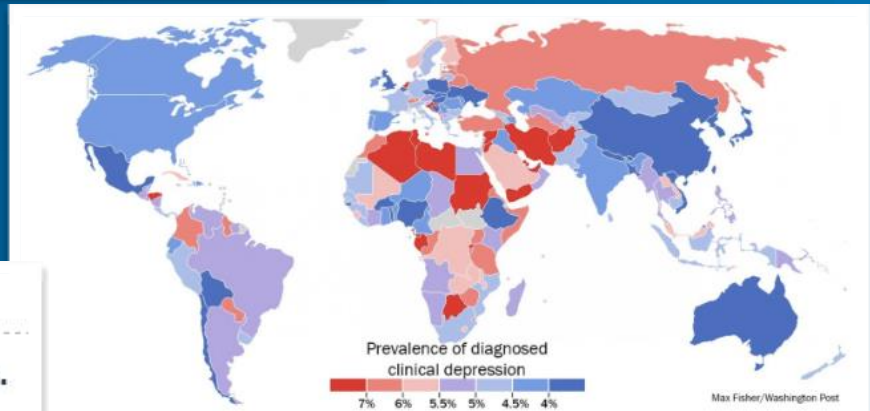 Prevalence of diagnosed
clinical depression
7% 6% 5.5% 5% 4.5% 4%
Max Fisher/Washington Post